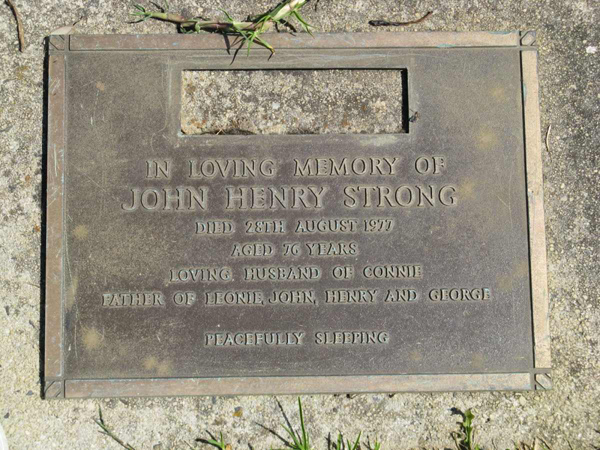 IN LOVING MEMORY OF
JOHN HENRY STRONG
DIED 28TH AUGUST 1977
AGED 76 YEARS
LOVING HUSBAND OF CONNIE
FATHER OF LEONIE, JOHN, HENRY AND GEORGE
PEACEFULLY SLEEPING